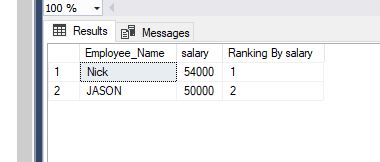 100 %
Results Messages
Employee_Name salary Ranking By salary
1 Nick 54000 1
2 JASON 50000 2